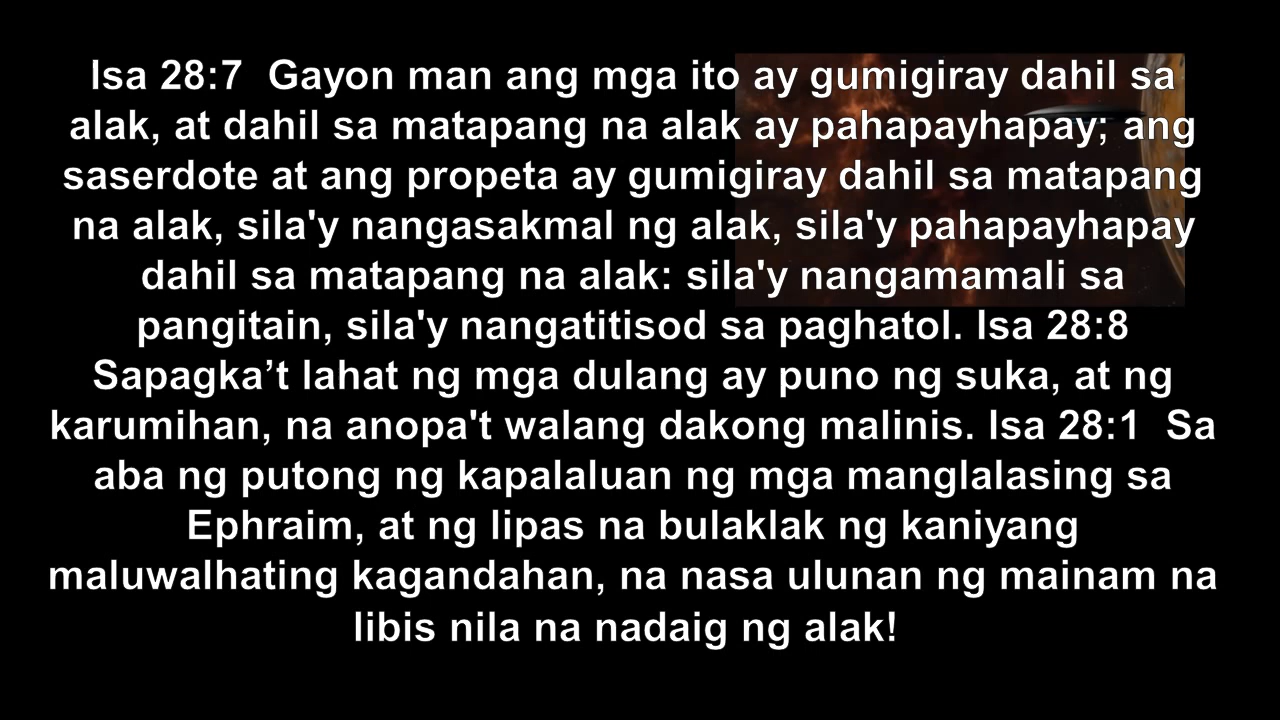 Isa 28:7  Gayon man ang mga ito ay gumigiray dahil sa
alak, at dahil sa matapang na alak ay pahapayhapay; ang
saserdote at ang propeta ay gumigiray dahil sa matapang
na alak, sila'y nangasakmal ng alak, sila'y pahapayhapay
dahil sa matapang na alak: sila'y nangamamali sa
pangitain, sila'y nangatitisod sa paghatol. Isa 28:8
Sapagka’t lahat ng mga dulang ay puno ng suka, at ng
karumihan, na anopa't walang dakong malinis. Isa 28:1  Sa
aba ng putong ng kapalaluan ng mga manglalasing sa
Ephraim, at ng lipas na bulaklak ng kaniyang
maluwalhating kagandahan, na nasa ulunan ng mainam na
libis nila na nadaig ng alak!